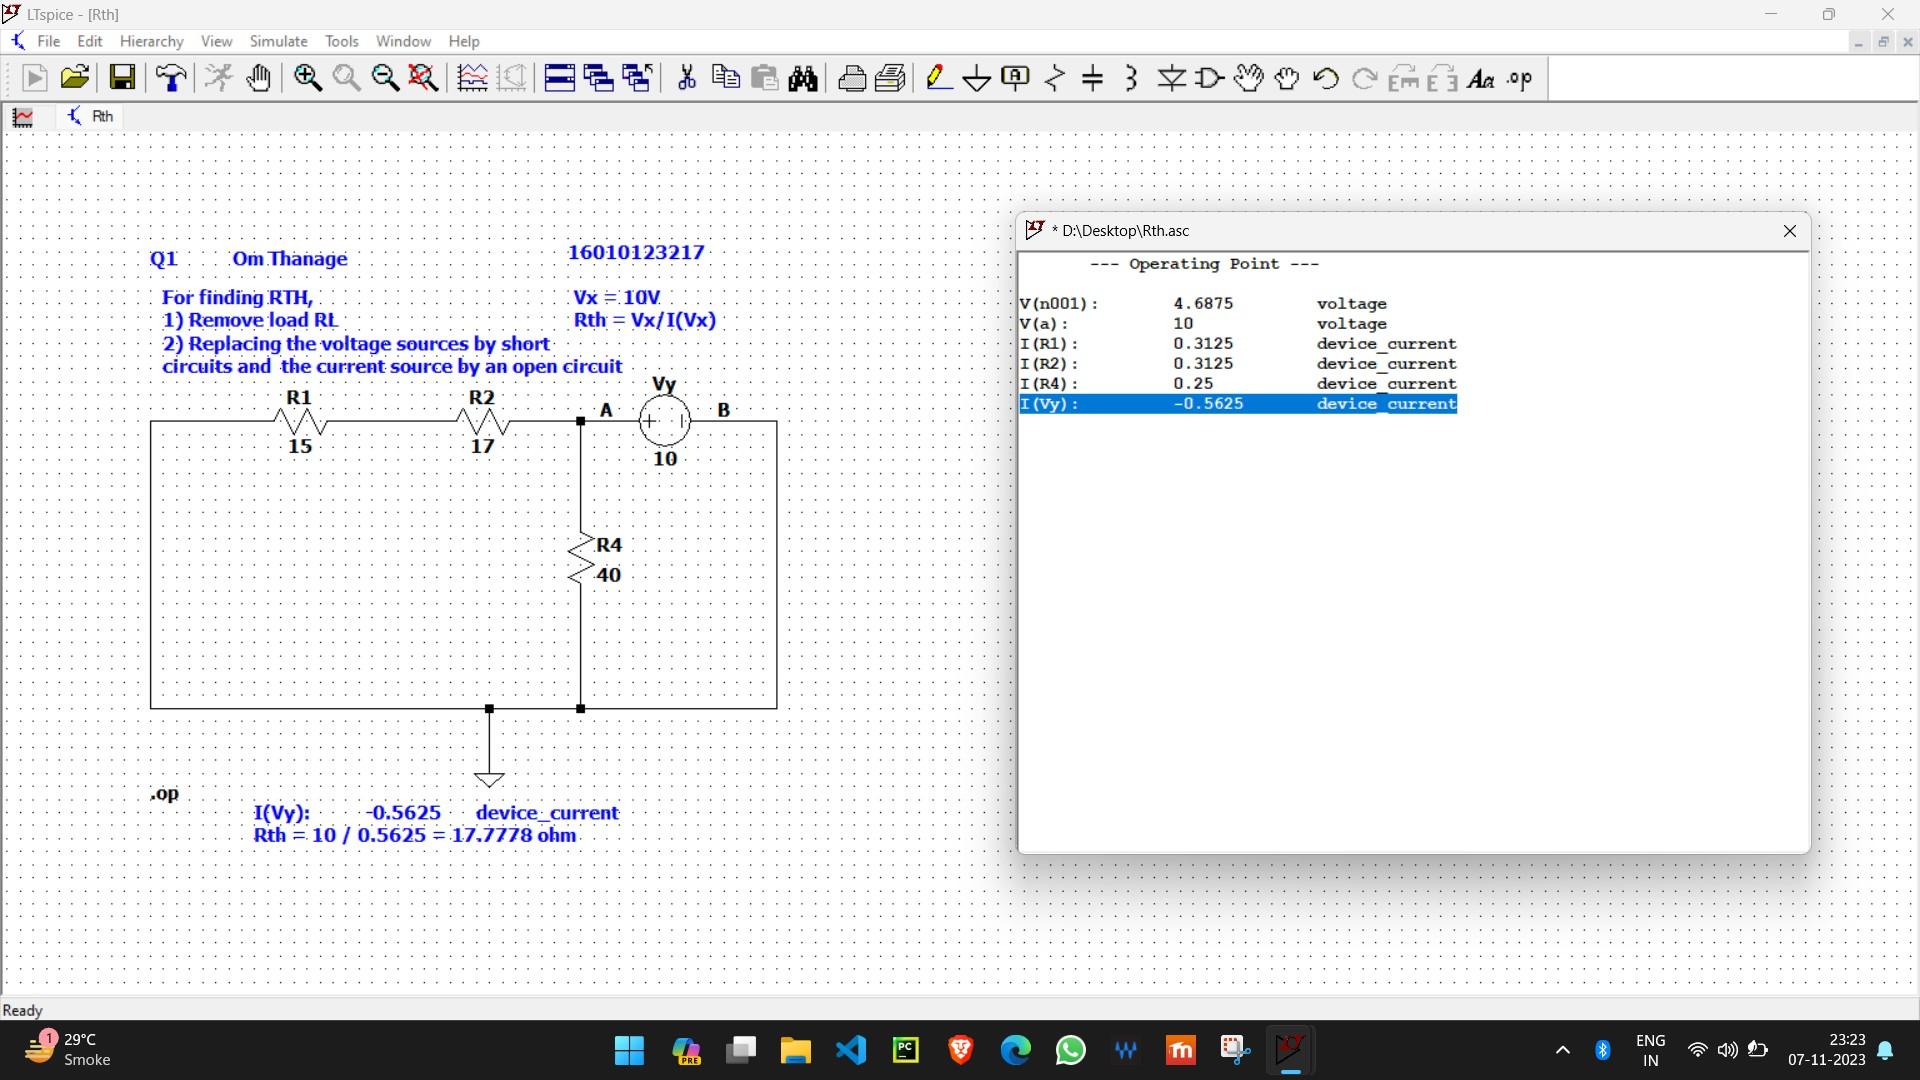 LTspice - [Rth]
File Edit Hierarchy View Simulate Tools Window Help
A Aa .op
Rth
Q1 Om Thanage 16010123217
For finding RTH,
1) Remove load RL
2) Replacing the voltage sources by short
circuits and the current source by an open circuit
Vx = 10V
Rth = Vx/I(Vx)
R1
15
R2
17
A
Vy
10
B
R4
40
.op
I(Vy): -0.5625 device_current
Rth = 10 / 0.5625 = 17.7778 ohm
* D:\Desktop\Rth.asc
--- Operating Point ---
V(n001): 4.6875 voltage
V(a): 10 voltage
I(R1): 0.3125 device_current
I(R2): 0.3125 device_current
I(R4): 0.25 device_current
I(Vy): -0.5625 device_current
Ready
1
29°C
Smoke
PRE
PC
m
ENG
IN
23:23
07-11-2023